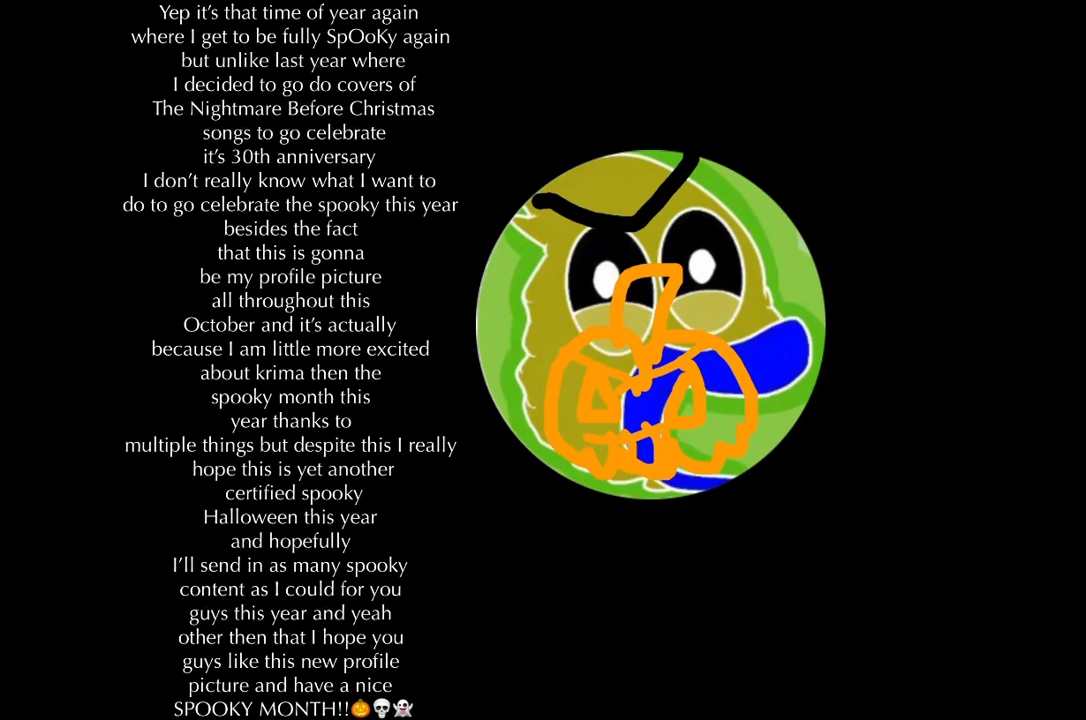 Yep it’s that time of year again
where I get to be fully SpOoKy again
but unlike last year where
I decided to go do covers of
The Nightmare Before Christmas
songs to go celebrate
it’s 30th anniversary
I don’t really know what I want to
do to go celebrate the spooky this year
besides the fact
that this is gonna
be my profile picture
all throughout this
October and it’s actually
because I am little more excited
about krima then the
spooky month this
year thanks to
multiple things but despite this I really
hope this is yet another
certified spooky
Halloween this year
and hopefully
I’ll send in as many spooky
content as I could for you
guys this year and yeah
other then that I hope you
guys like this new profile
picture and have a nice
SPOOKY MONTH!!🎃💀👻